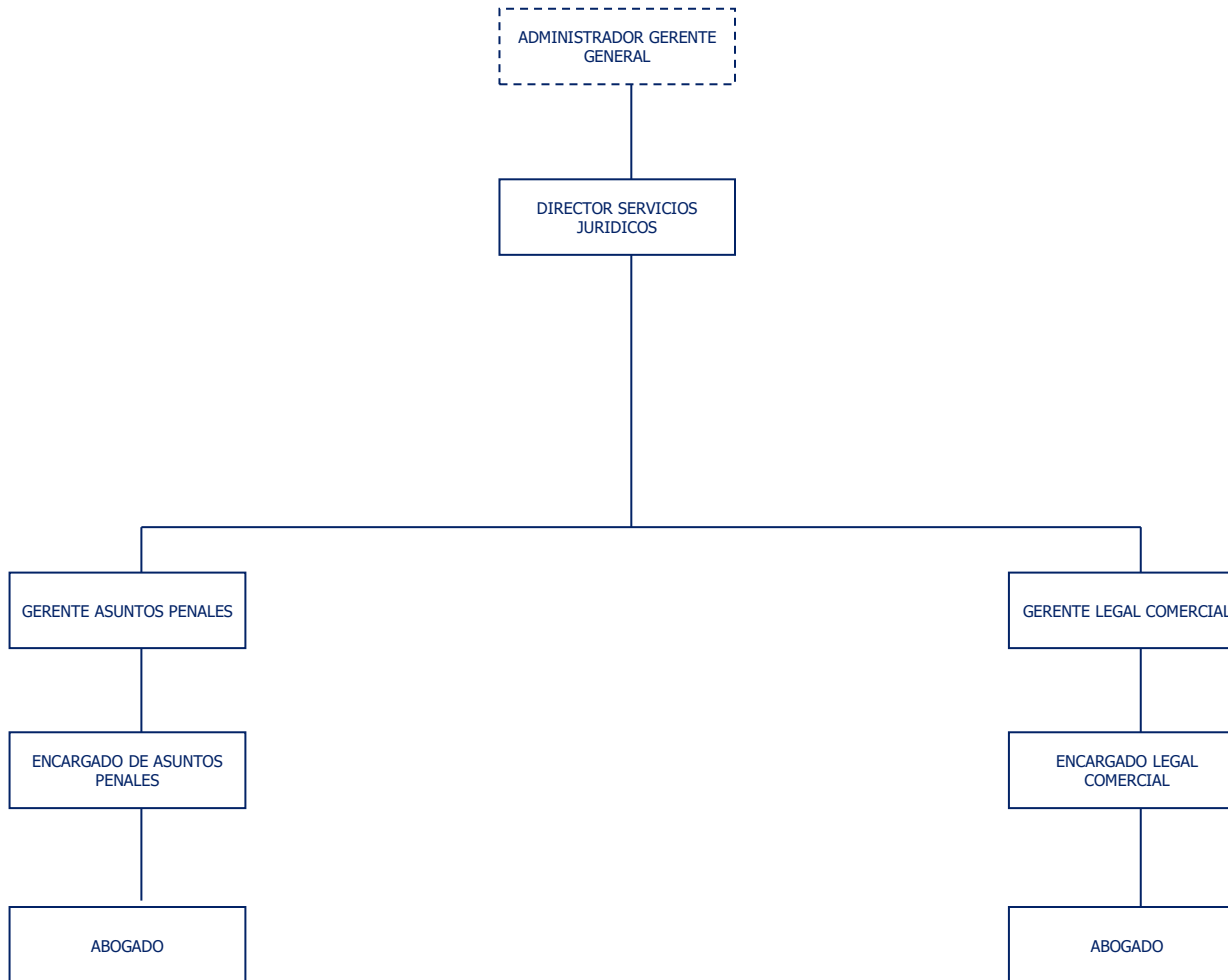 ADMINISTRADOR GERENTE
GENERAL
DIRECTOR SERVICIOS
JURIDICOS
GERENTE ASUNTOS PENALES
GERENTE LEGAL COMERCIAL
ENCARGADO DE ASUNTOS
PENALES
ENCARGADO LEGAL
COMERCIAL
ABOGADO
ABOGADO